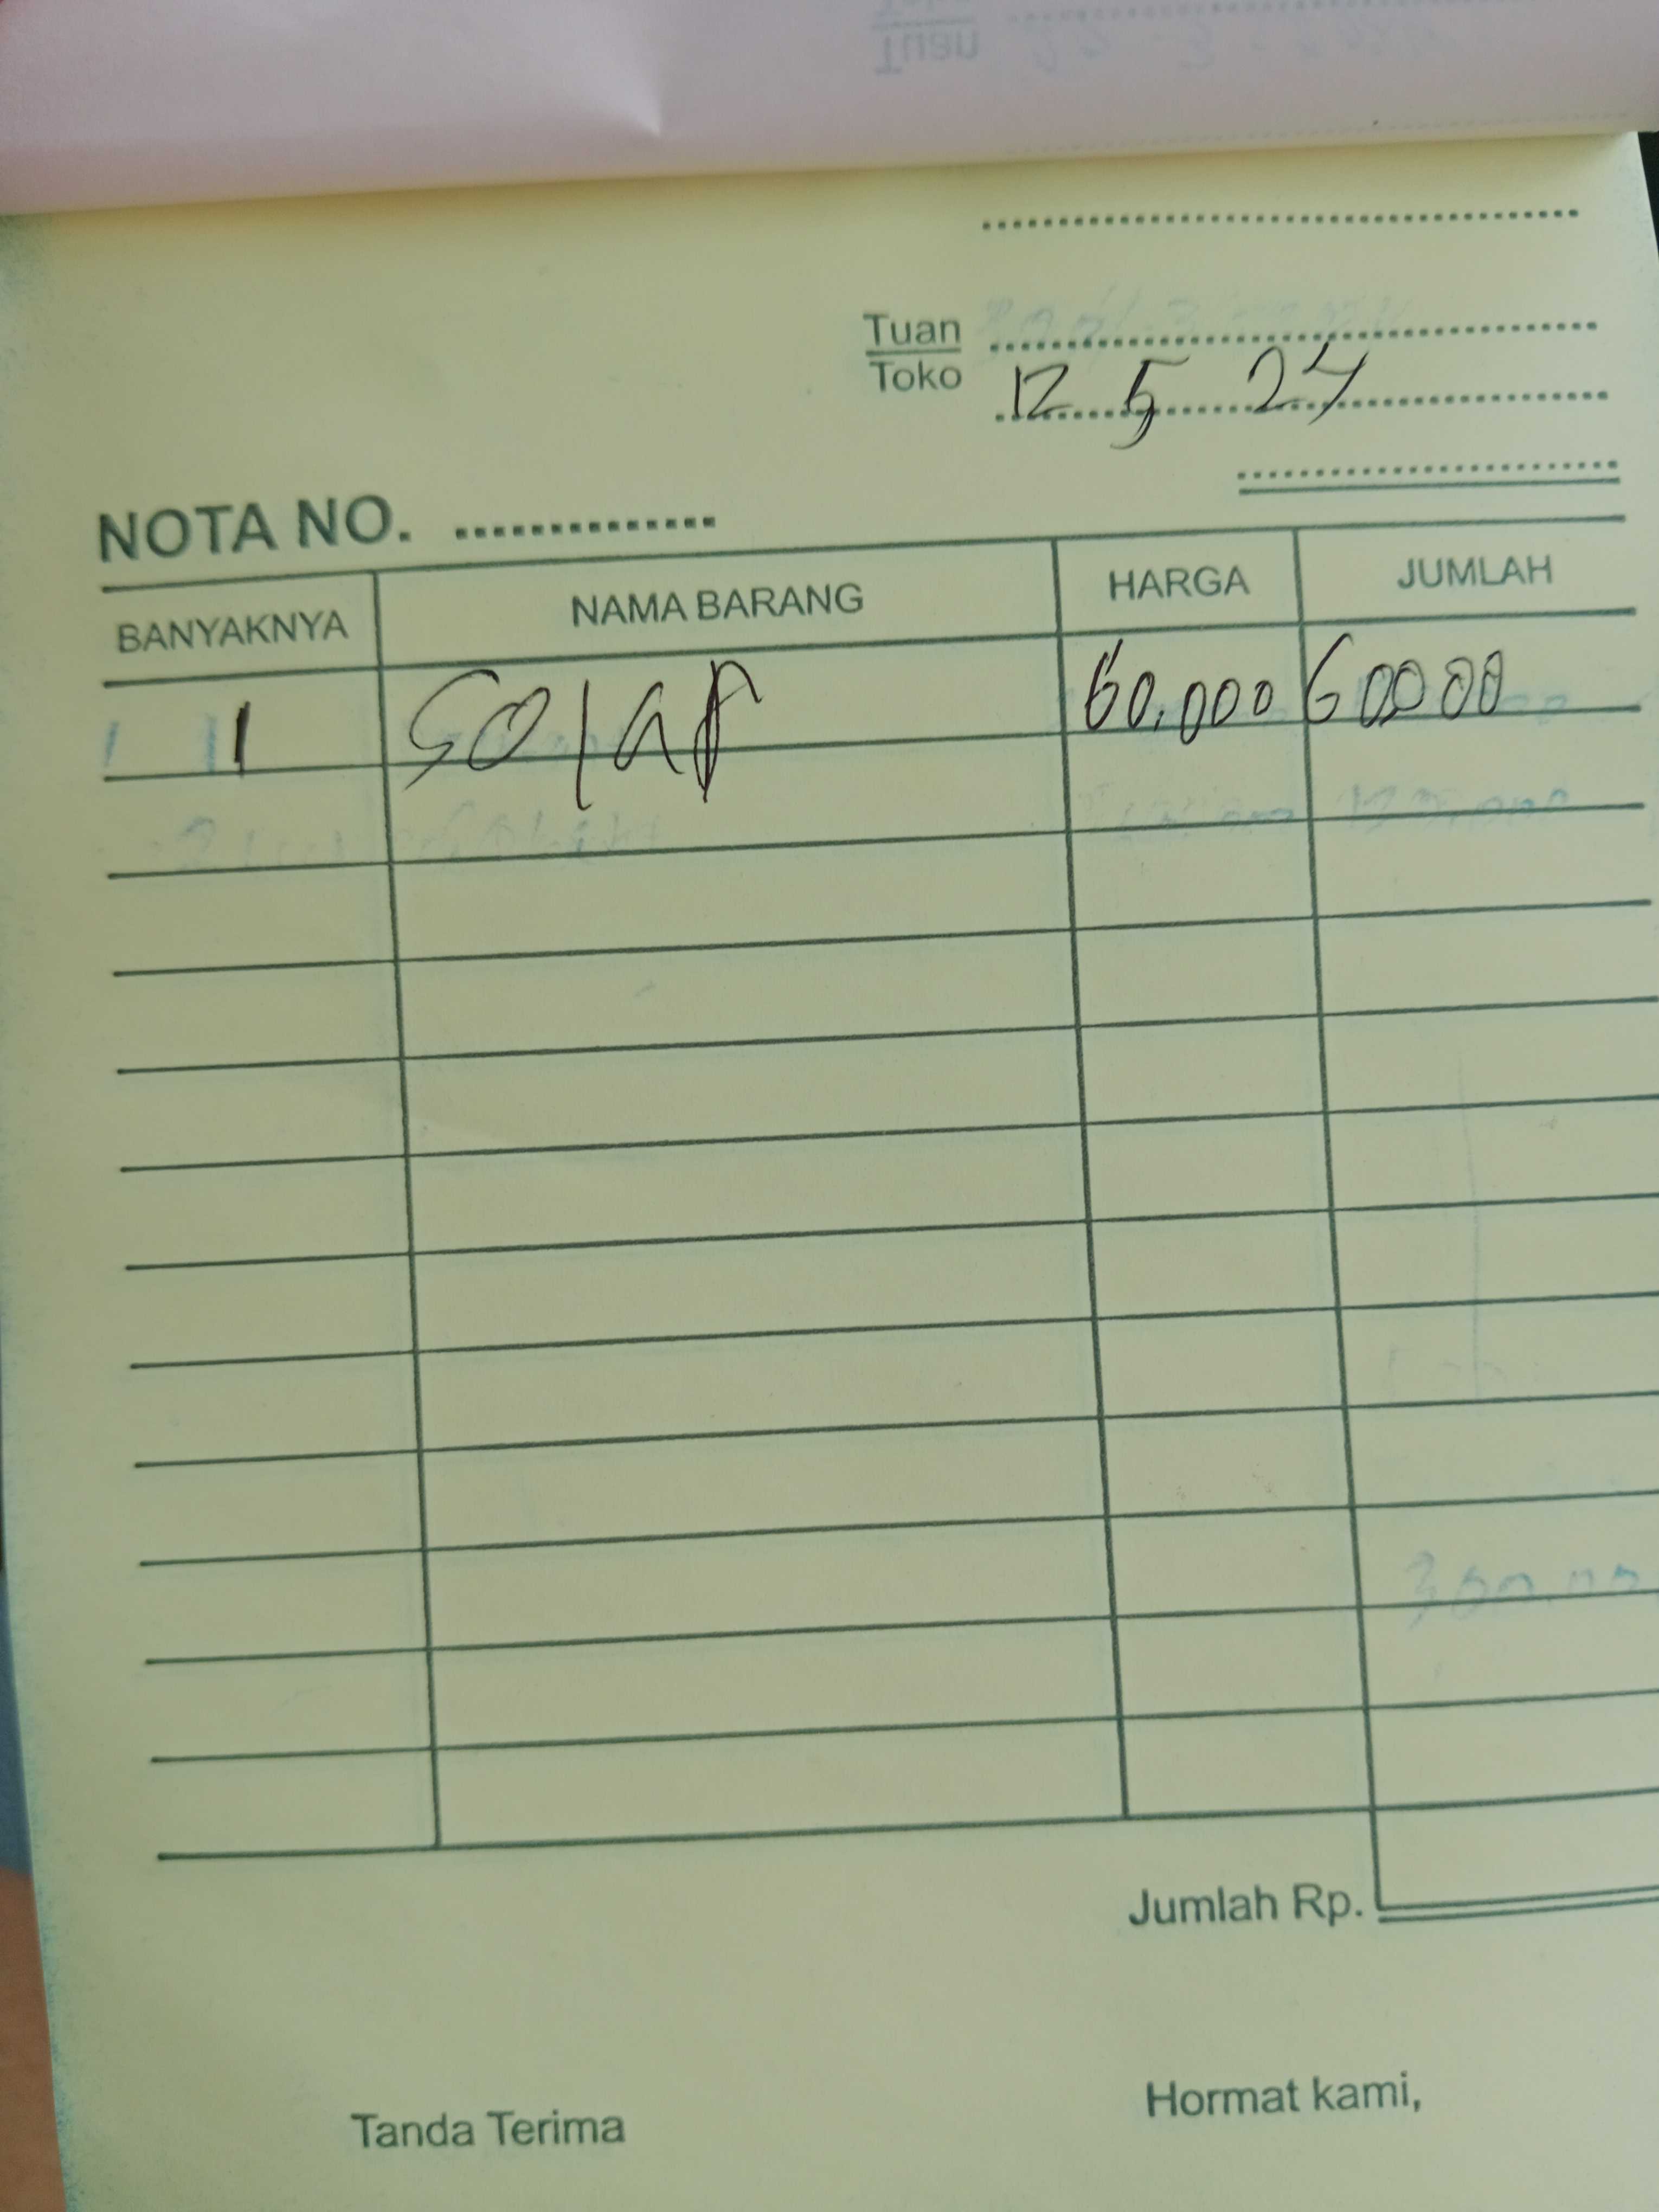 Tuan
Toko
12 5 24
NOTA NO.
BANYAKNYA NAMA BARANG HARGA JUMLAH
1 Solar 60.000 60000
Jumlah Rp.
Tanda Terima Hormat kami,